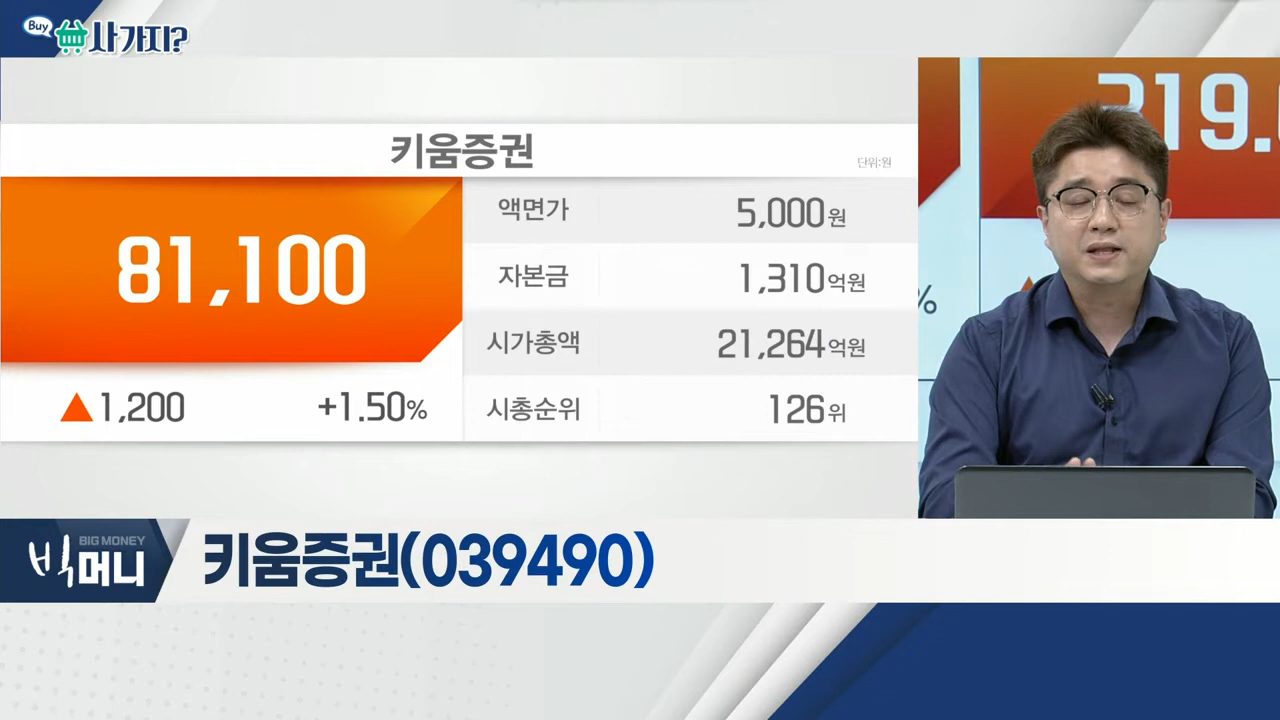 Buy
사 가지?
키움증권
단위:원
81,100
▲1,200 +1.50%
액면가 5,000원
자본금 1,310억원
시가총액 21,264억원
시총순위 126위
319.
%
BIG MONEY
빅머니
키움증권(039490)